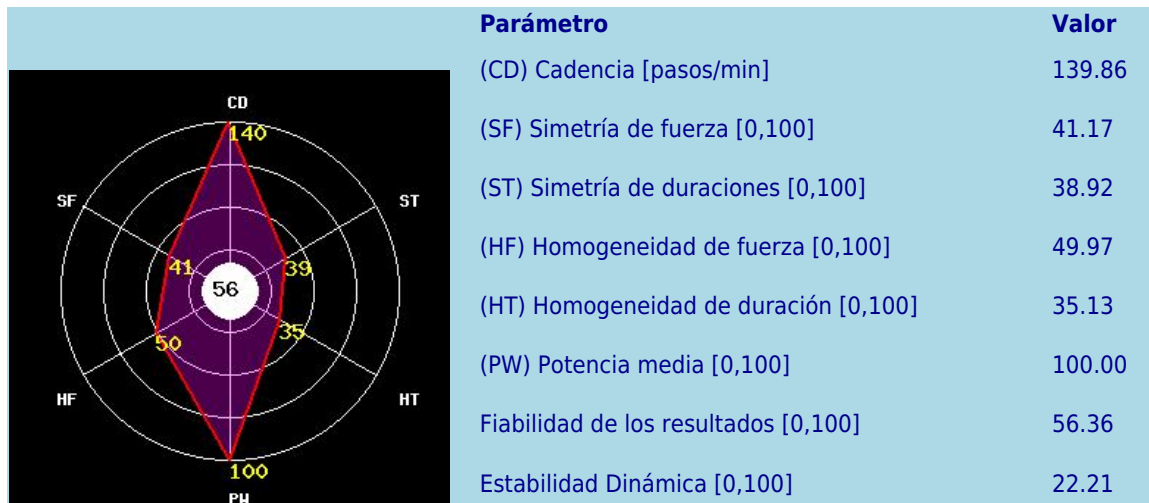 Parámetro Valor
(CD) Cadencia [pasos/min] 139.86
(SF) Simetría de fuerza [0,100] 41.17
(ST) Simetría de duraciones [0,100] 38.92
(HF) Homogeneidad de fuerza [0,100] 49.97
(HT) Homogeneidad de duración [0,100] 35.13
(PW) Potencia media [0,100] 100.00
Fiabilidad de los resultados [0,100] 56.36
Estabilidad Dinámica [0,100] 22.21
CD
140
SF
ST
41
39
56
50
35
HF
HT
100
PW